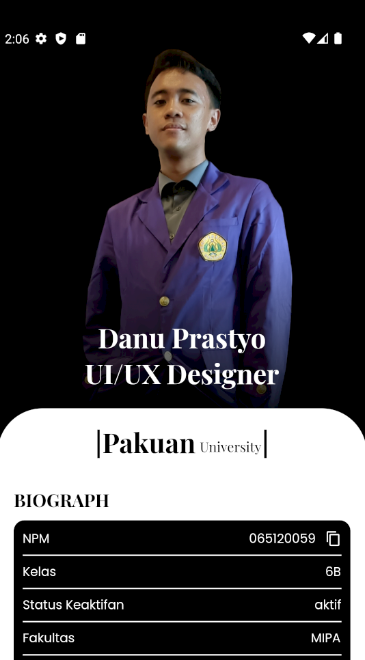 2:06
Danu Prastyo
UI/UX Designer
|Pakuan University|
BIOGRAPH
NPM 065120059
Kelas 6B
Status Keaktifan aktif
Fakultas MIPA